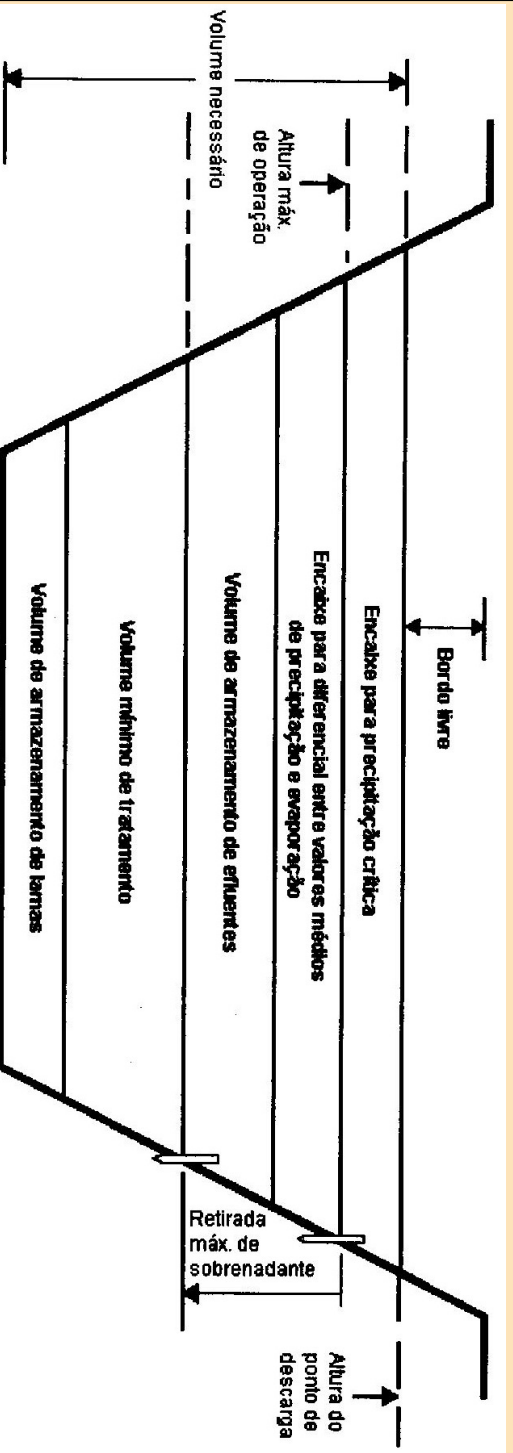 Volume necessário
Altura máx.
de operação
Bordo livre
Encaixe para precipitação crítica
Encaixe para diferencial entre valores médios
de precipitação e evaporação
Volume de armazenamento de efluentes
Volume mínimo de tratamento
Volume de armazenamento de lamas
Retirada
máx. de
sobrenadante
Altura do
ponto de
descarga